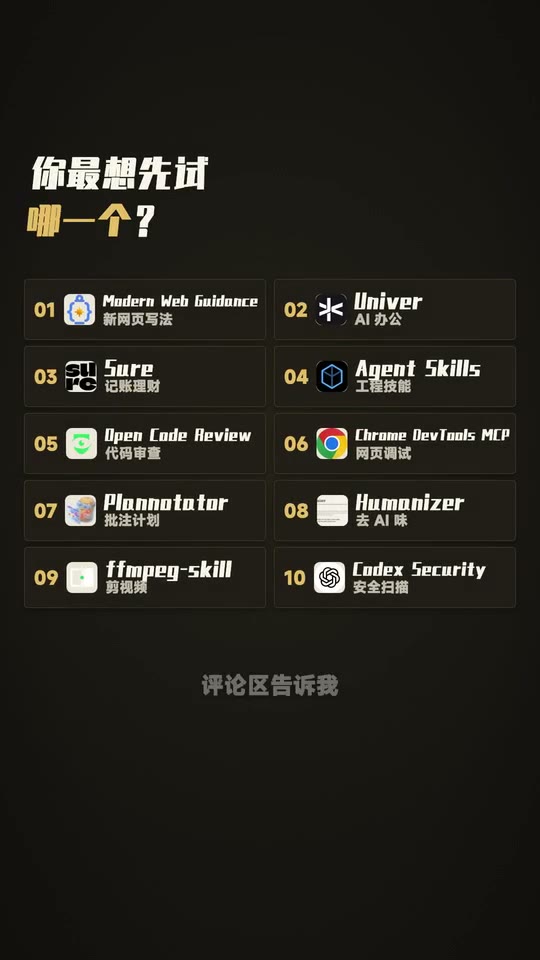 你最想先试
哪一个?
01 Modern Web Guidance
新网页写法
02 Univer
AI 办公
03 sure Sure
记账理财
04 Agent Skills
工程技能
05 Open Code Review
代码审查
06 Chrome DevTools MCP
网页调试
07 Plannotator
批注计划
08 Humanizer
去 AI 味
09 ffmpeg-skill
剪视频
10 Codex Security
安全扫描
评论区告诉我